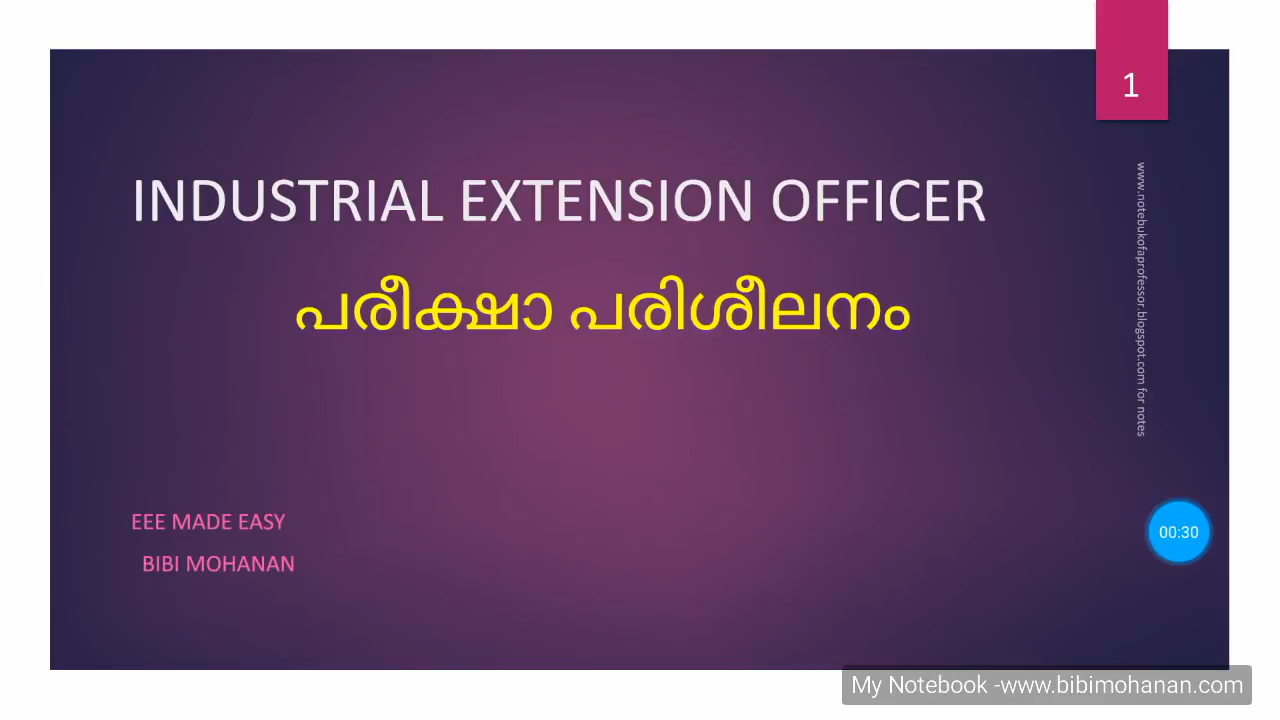 1
INDUSTRIAL EXTENSION OFFICER
പരീക്ഷാ പരിശീലനം
www.notebukofaprofessor.blogspot.com for notes
EEE MADE EASY
BIBI MOHANAN
00:30
My Notebook -www.bibimohanan.com